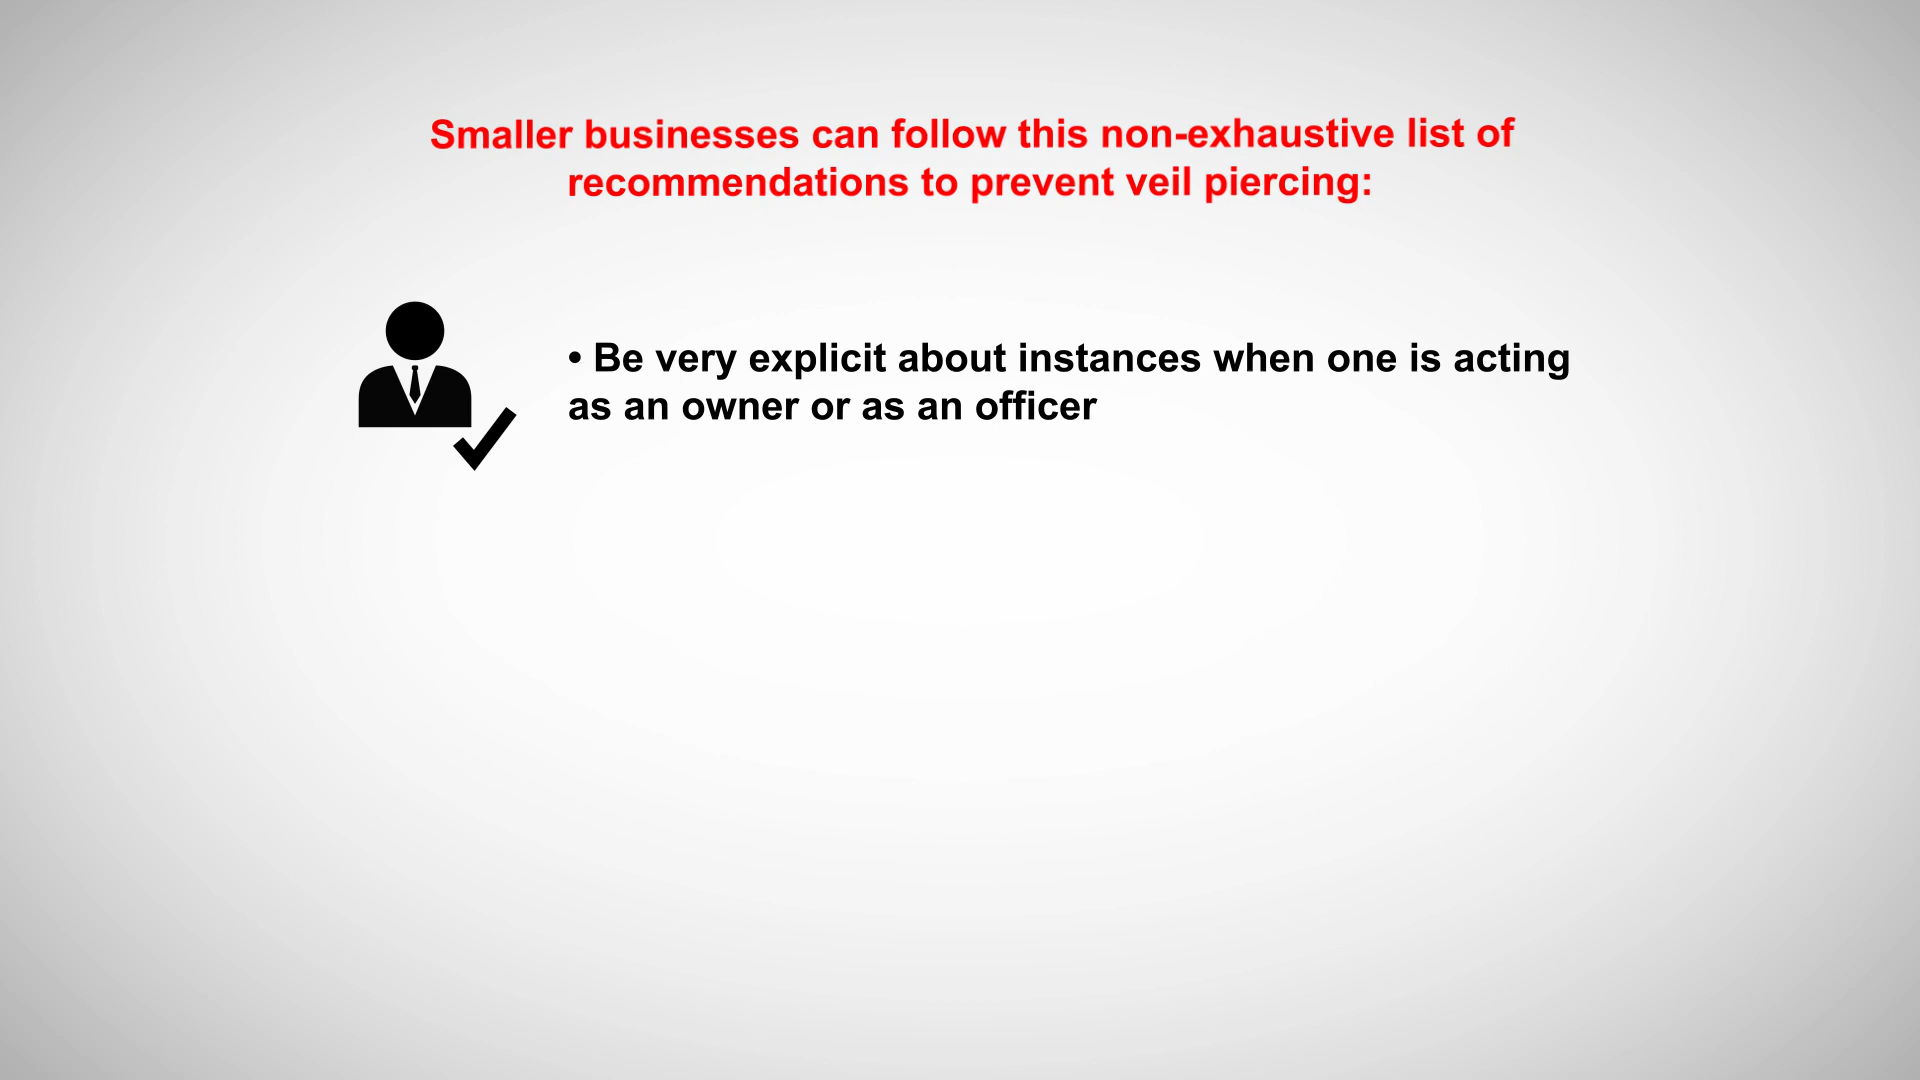 Smaller businesses can follow this non-exhaustive list of
recommendations to prevent veil piercing:
• Be very explicit about instances when one is acting
as an owner or as an officer